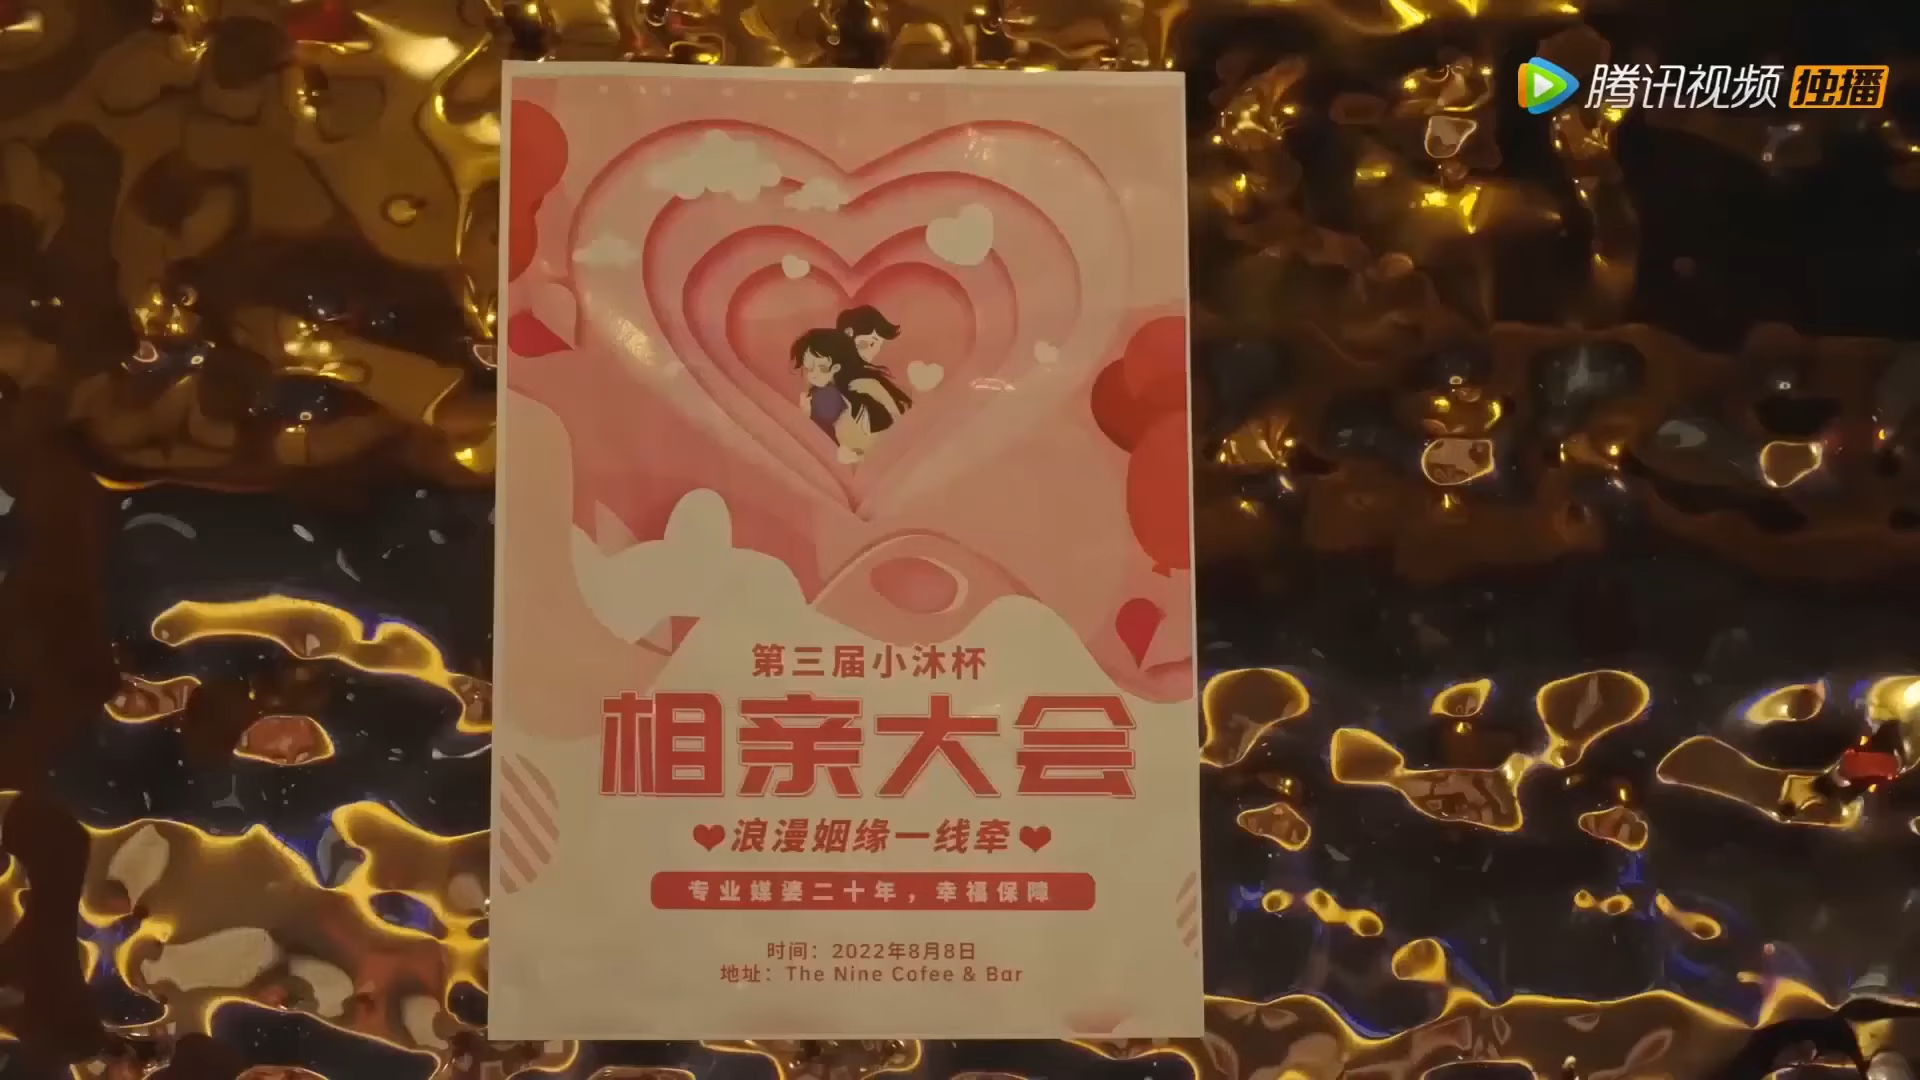 腾讯视频 独播
第三届小沐杯
相亲大会
浪漫姻缘一线牵
专业媒婆二十年，幸福保障
时间：2022年8月8日
地址：The Nine Cofee & Bar